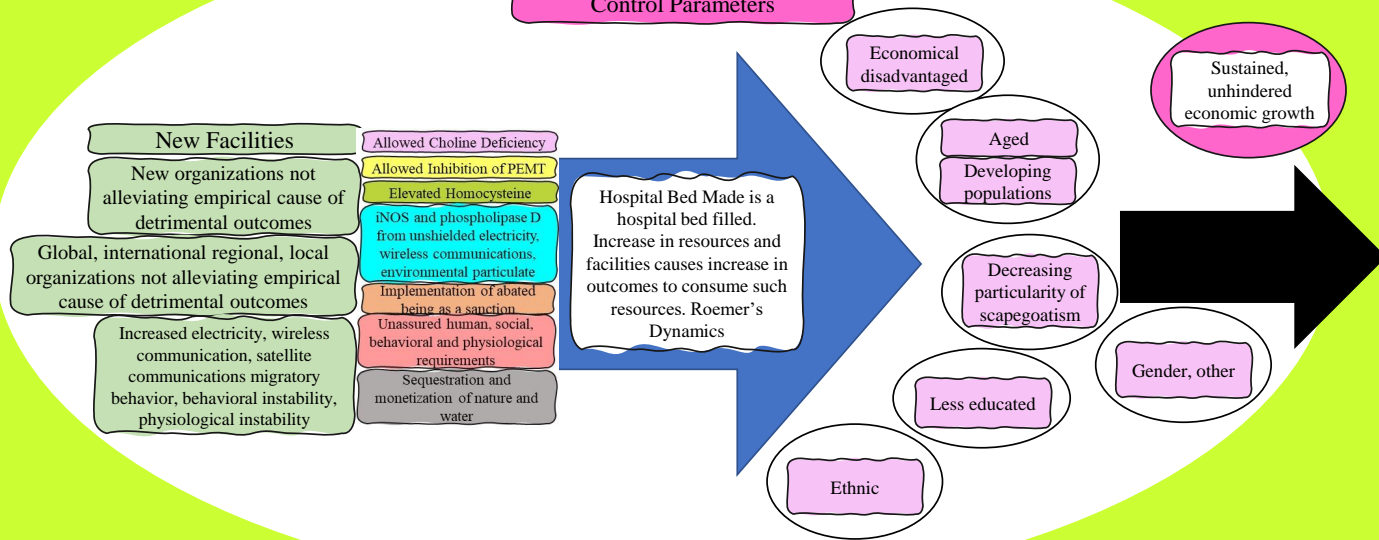 Control Parameters
New Facilities
New organizations not
alleviating empirical cause of
detrimental outcomes
Global, international regional, local
organizations not alleviating empirical
cause of detrimental outcomes
Increased electricity, wireless
communication, satellite
communications migratory
behavior, behavioral instability,
physiological instability
Allowed Choline Deficiency
Allowed Inhibition of PEMT
Elevated Homocysteine
iNOS and phospholipase D
from unshielded electricity,
wireless communications,
environmental particulate
Implementation of abated
being as a sanction
Unassured human, social,
behavioral and physiological
requirements
Sequestration and
monetization of nature and
water
Hospital Bed Made is a
hospital bed filled.
Increase in resources and
facilities causes increase in
outcomes to consume such
resources. Roemer's
Dynamics
Economical
disadvantaged
Aged
Developing
populations
Decreasing
particularity of
scapegoatism
Gender, other
Less educated
Ethnic
Sustained,
unhindered
economic growth